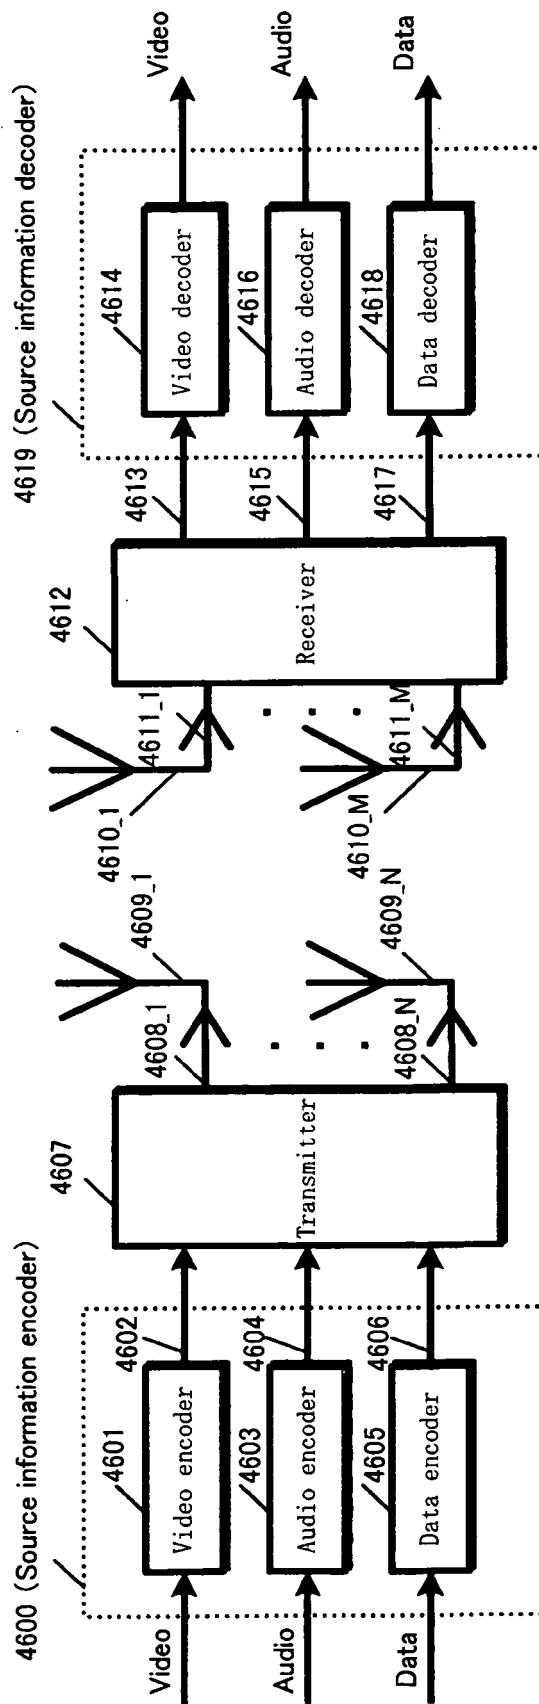 4600 (Source information encoder)
Video
4601
Video encoder
4602
Audio
4603
Audio encoder
4604
Data
4605
Data encoder
4606
4607
Transmitter
4608_1
4609_1
4608_N
4609_N
4610_1
4611_1
4610_M
4611_M
4612
Receiver
4619 (Source information decoder)
4613
4614
Video decoder
Video
4615
4616
Audio decoder
Audio
4617
4618
Data decoder
Data